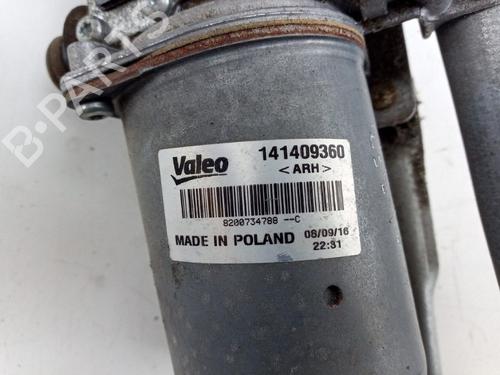 Valeo
141409360
<ARH>
8200734788 --C
MADE IN POLAND
08/09/16
22:31
B-PARTS